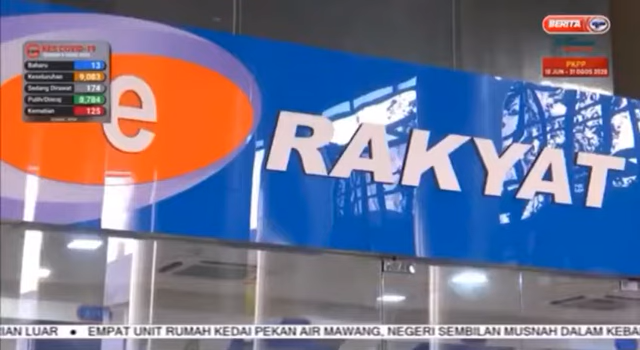 BERITA
KES COVID-19
PKPP
10 JUN - 31 OGOS 2020
Baharu 13
Keseluruhan 9,083
Sedang Dirawat 174
Pulih/Discaj 8,784
Kematian 125
e
RAKYAT
RIAN LUAR • EMPAT UNIT RUMAH KEDAI PEKAN AIR MAWANG, NEGERI SEMBILAN MUSNAH DALAM KEBA